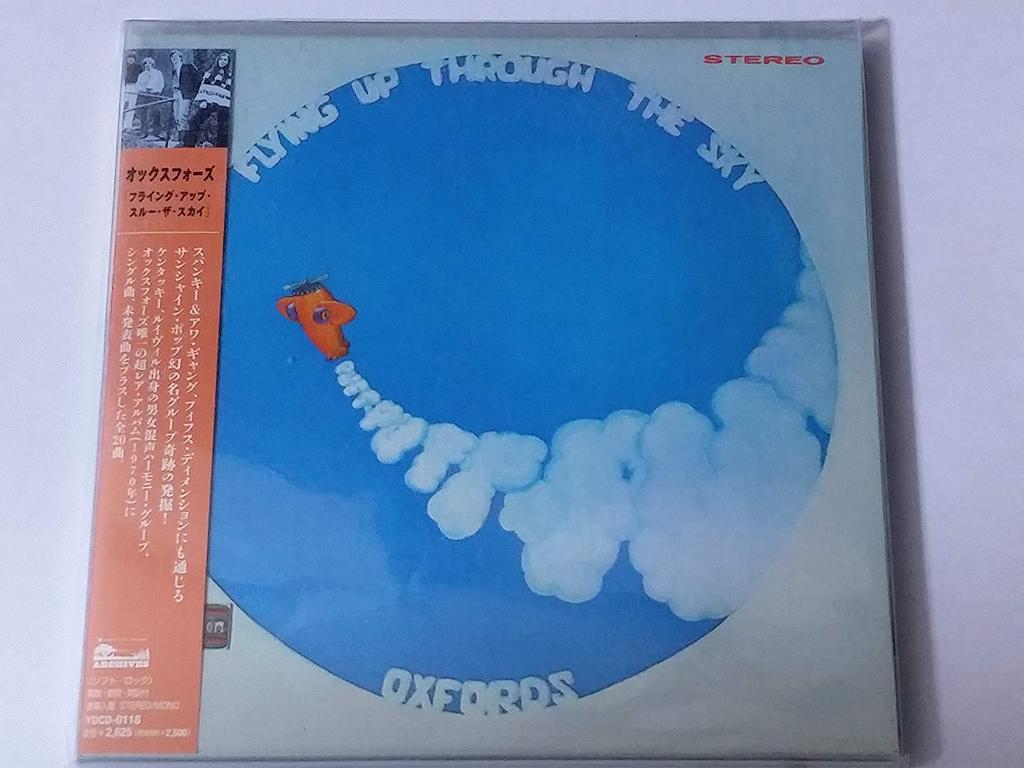 FLYING UP THROUGH THE SKY
STEREO
オックスフォーズ
「フライング・アップ・
スルー・ザ・スカイ」
スパンキー&アワ・ギャング、フィフス・ディメンションにも通じる
サンシャイン・ポップ幻の名グループ奇跡の発掘!
ケンタッキー、ルイヴィル出身の男女混声ハーモニー・グループ、
オックスフォーズ唯一の超レア・アルバム(1970年)に
シングル曲、未発表曲をプラスした全20曲。
OXFORDS
ARCHIVES
〈ソフト・ロック〉
STEREO/MONO
YDCD-0118
¥2,625